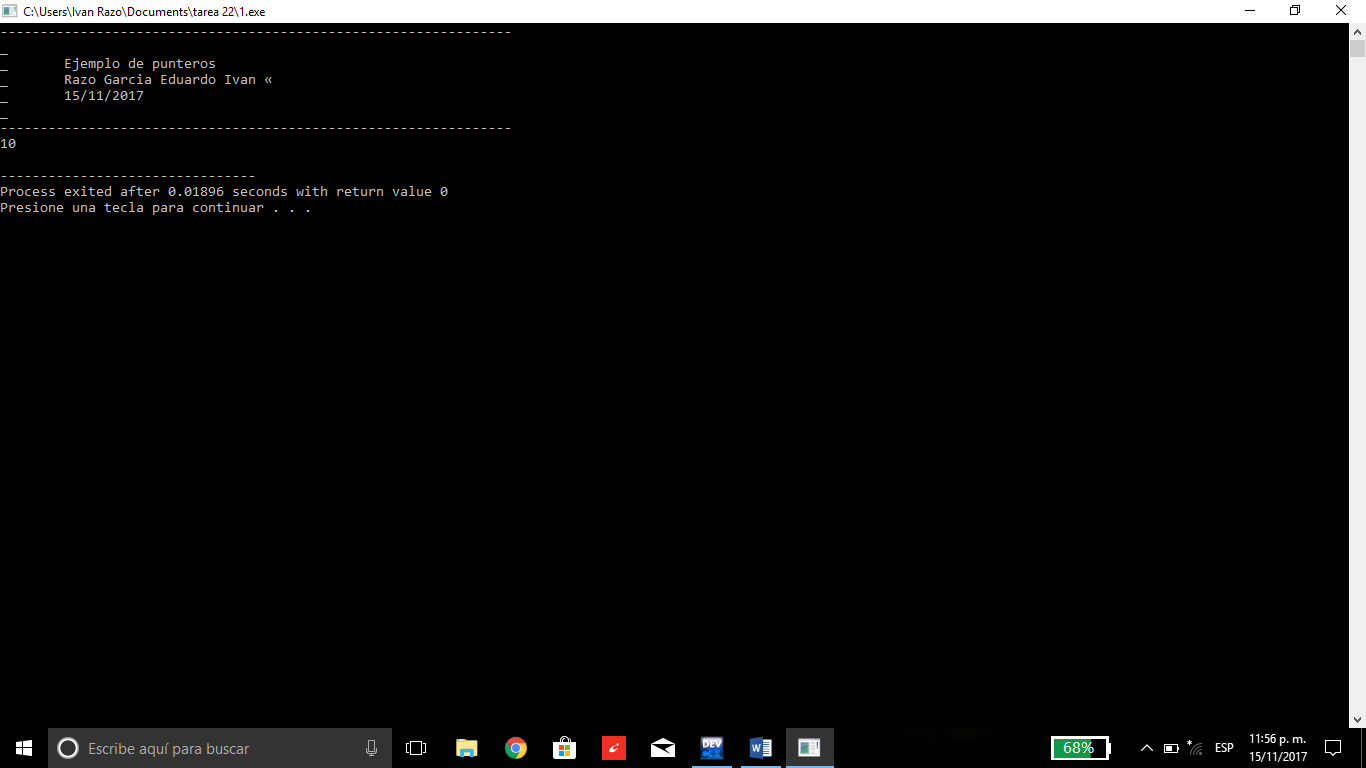 C:\Users\Ivan Razo\Documents\tarea 22\1.exe
----------------------------------------------------------------
_
_ Ejemplo de punteros
_ Razo Garcia Eduardo Ivan «
_ 15/11/2017
_
----------------------------------------------------------------
10
--------------------------------
Process exited after 0.01896 seconds with return value 0
Presione una tecla para continuar . . .
Escribe aquí para buscar
DEV
68%
ESP
11:56 p. m.
15/11/2017